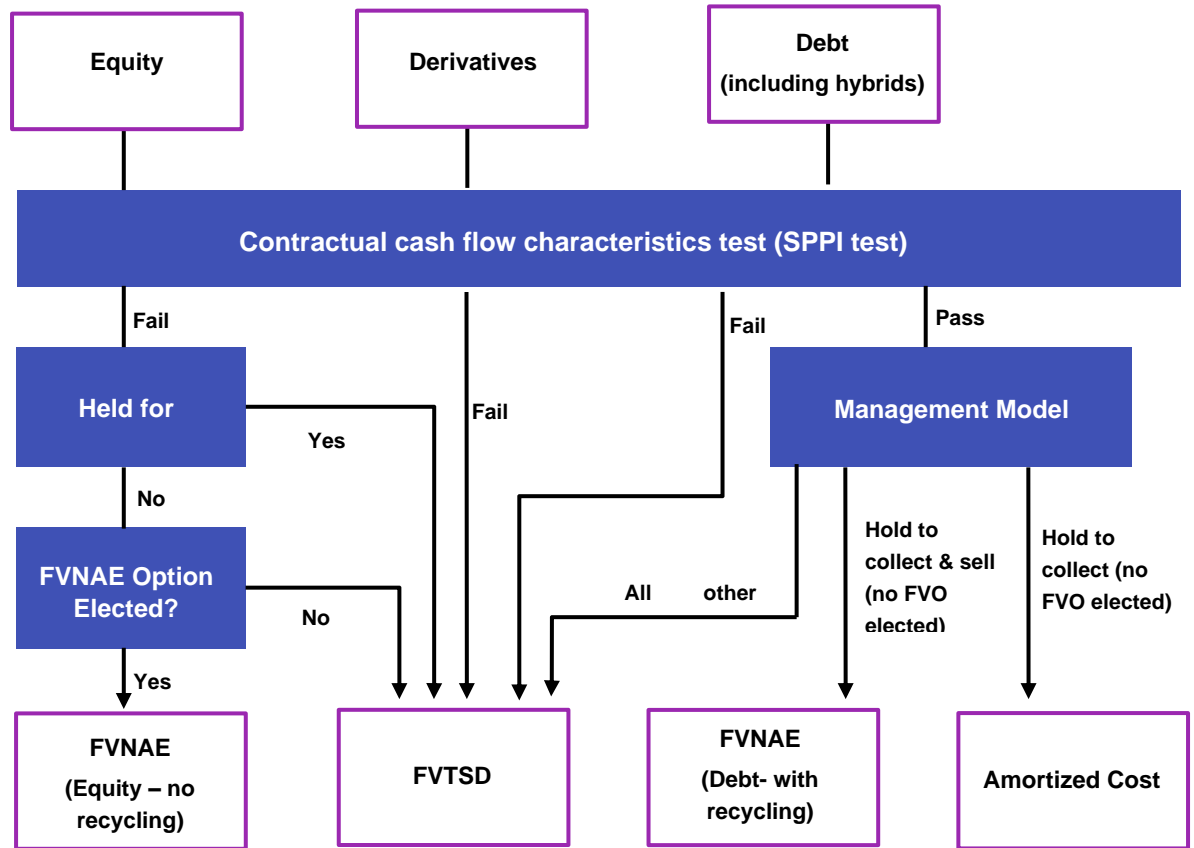 Equity
Derivatives
Debt
(including hybrids)
Contractual cash flow characteristics test (SPPI test)
Fail
Fail
Pass
Held for
Yes
Fail
Management Model
No
FVNAE Option
Elected?
No
All other
Hold to
collect & sell
(no FVO
elected)
Hold to
collect (no
FVO elected)
Yes
FVNAE
(Equity – no
recycling)
FVTSD
FVNAE
(Debt- with
recycling)
Amortized Cost